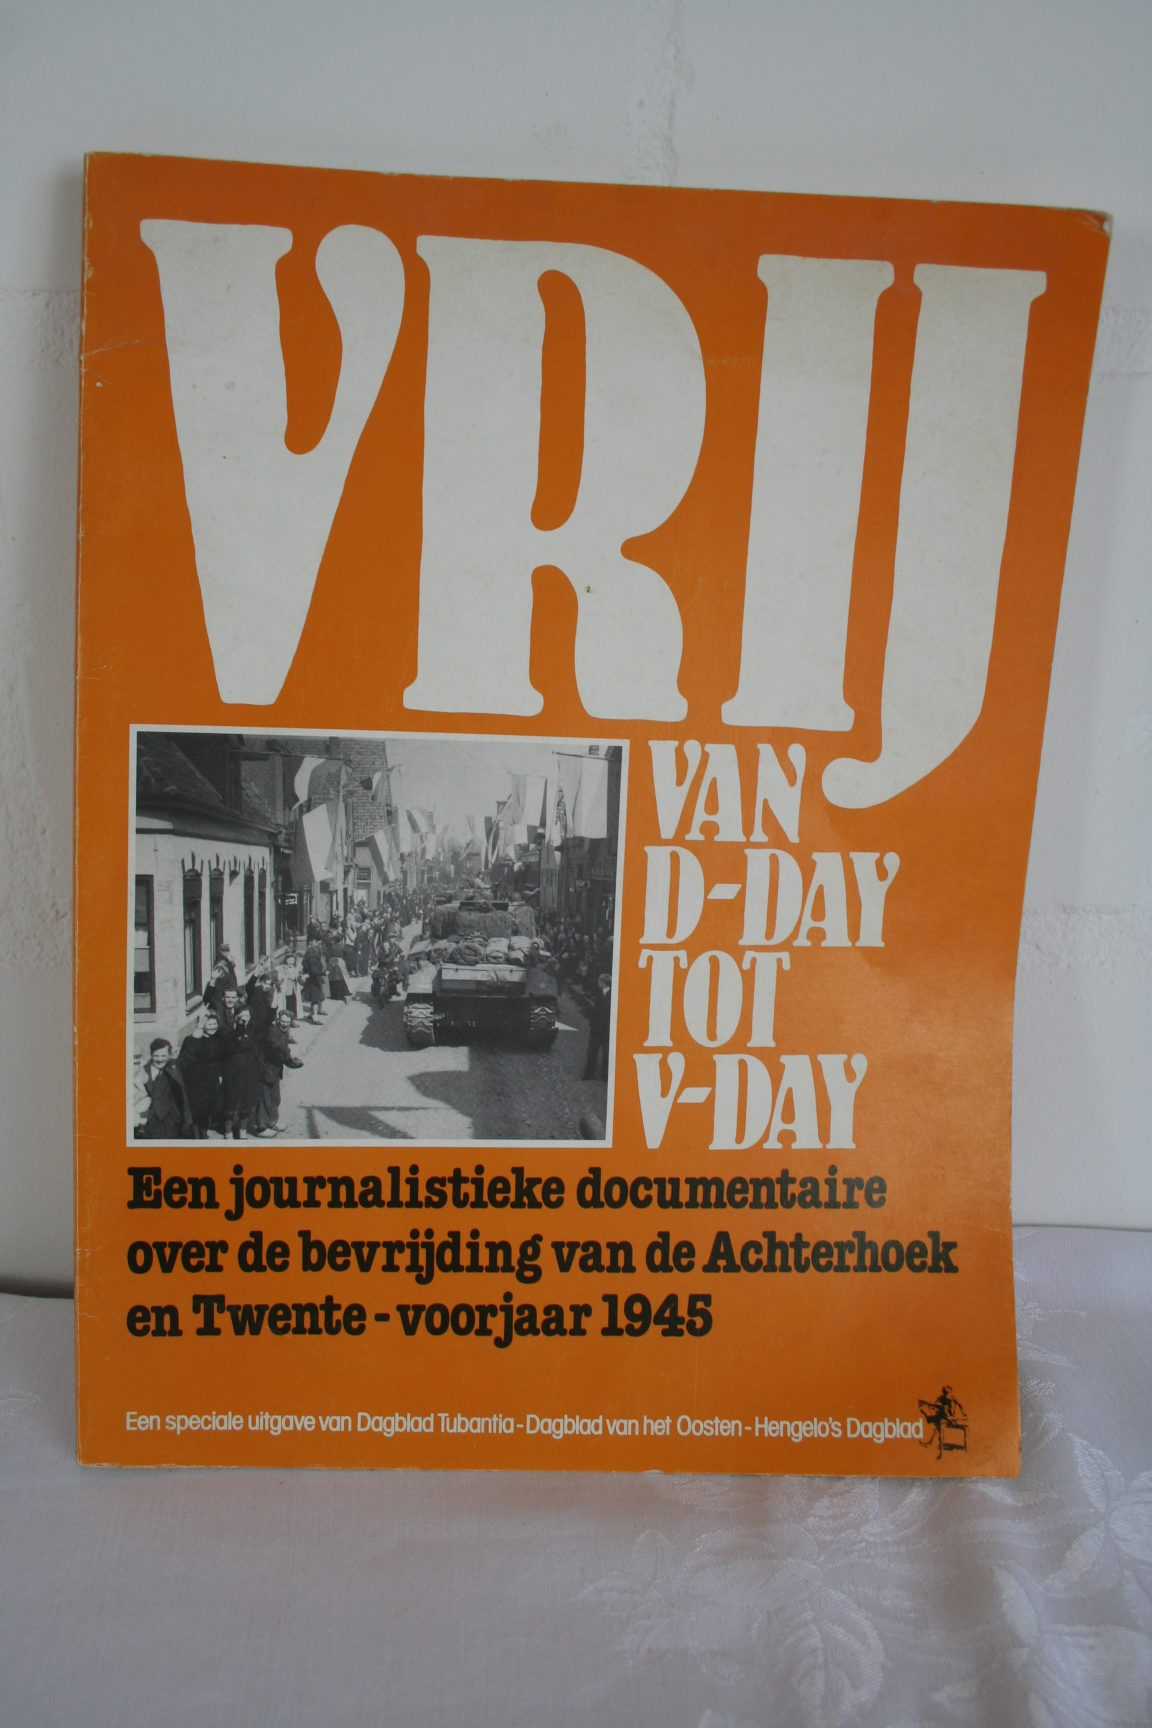 VRIJ
VAN
D-DAY
TOT
V-DAY
Een journalistieke documentaire
over de bevrijding van de Achterhoek
en Twente - voorjaar 1945
Een speciale uitgave van Dagblad Tubantia - Dagblad van het Oosten - Hengelo's Dagblad